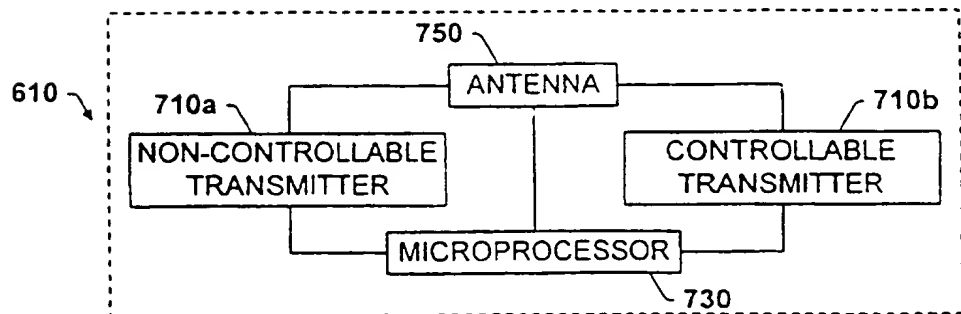 750
ANTENNA
610
710a
710b
NON-CONTROLLABLE
TRANSMITTER
CONTROLLABLE
TRANSMITTER
MICROPROCESSOR
730